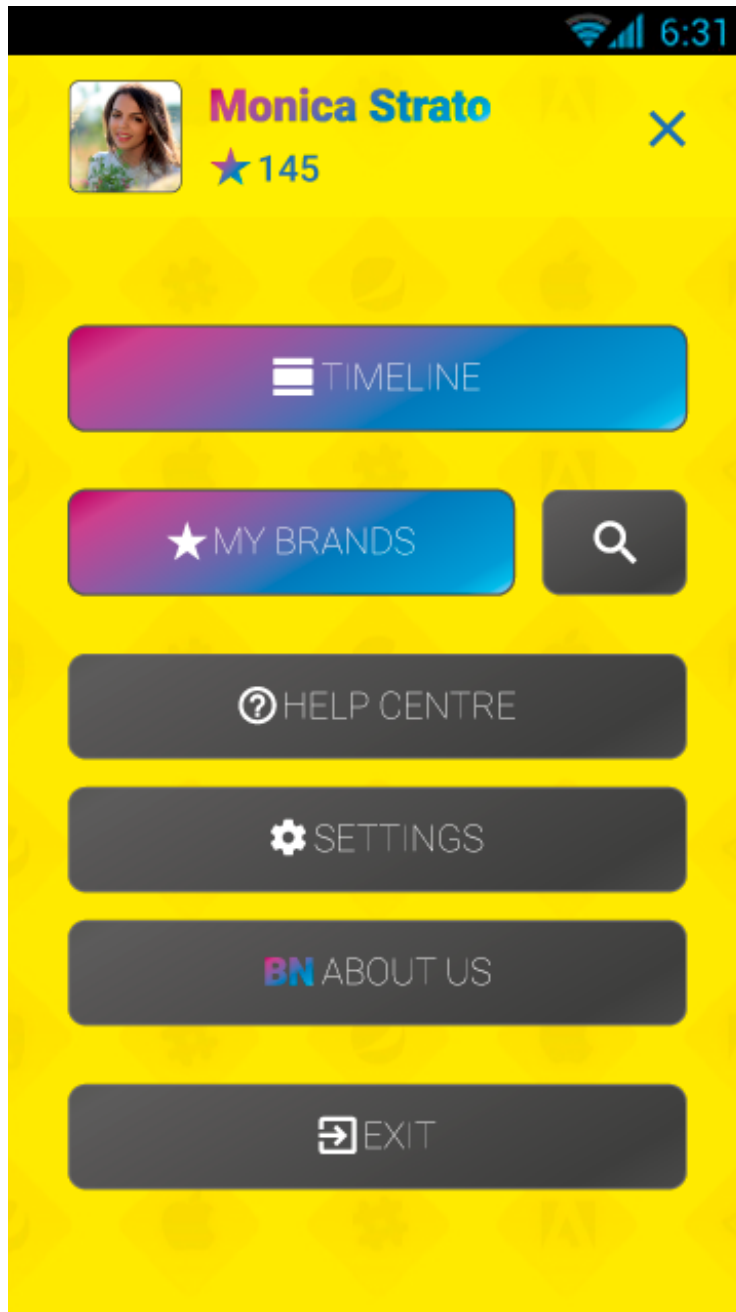 6:31
Monica Strato
145
TIMELINE
MY BRANDS
HELP CENTRE
SETTINGS
BN ABOUT US
EXIT